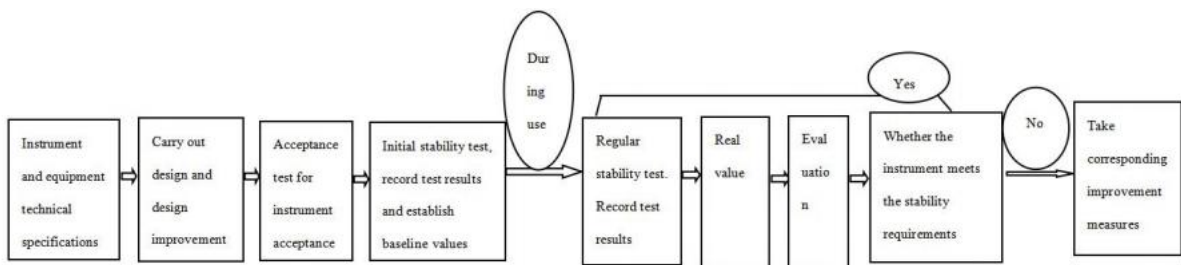 Instrument
and equipment
technical
specifications
Carry out
design and
design
improvement
Acceptance
test for
instrument
acceptance
Initial stability test,
record test results
and establish
baseline values
Dur
ing
use
Regular
stability test.
Record test
results
Real
value
Eval
uatio
n
Yes
Whether the
instrument meets
the stability
requirements
No
Take
corresponding
improvement
measures